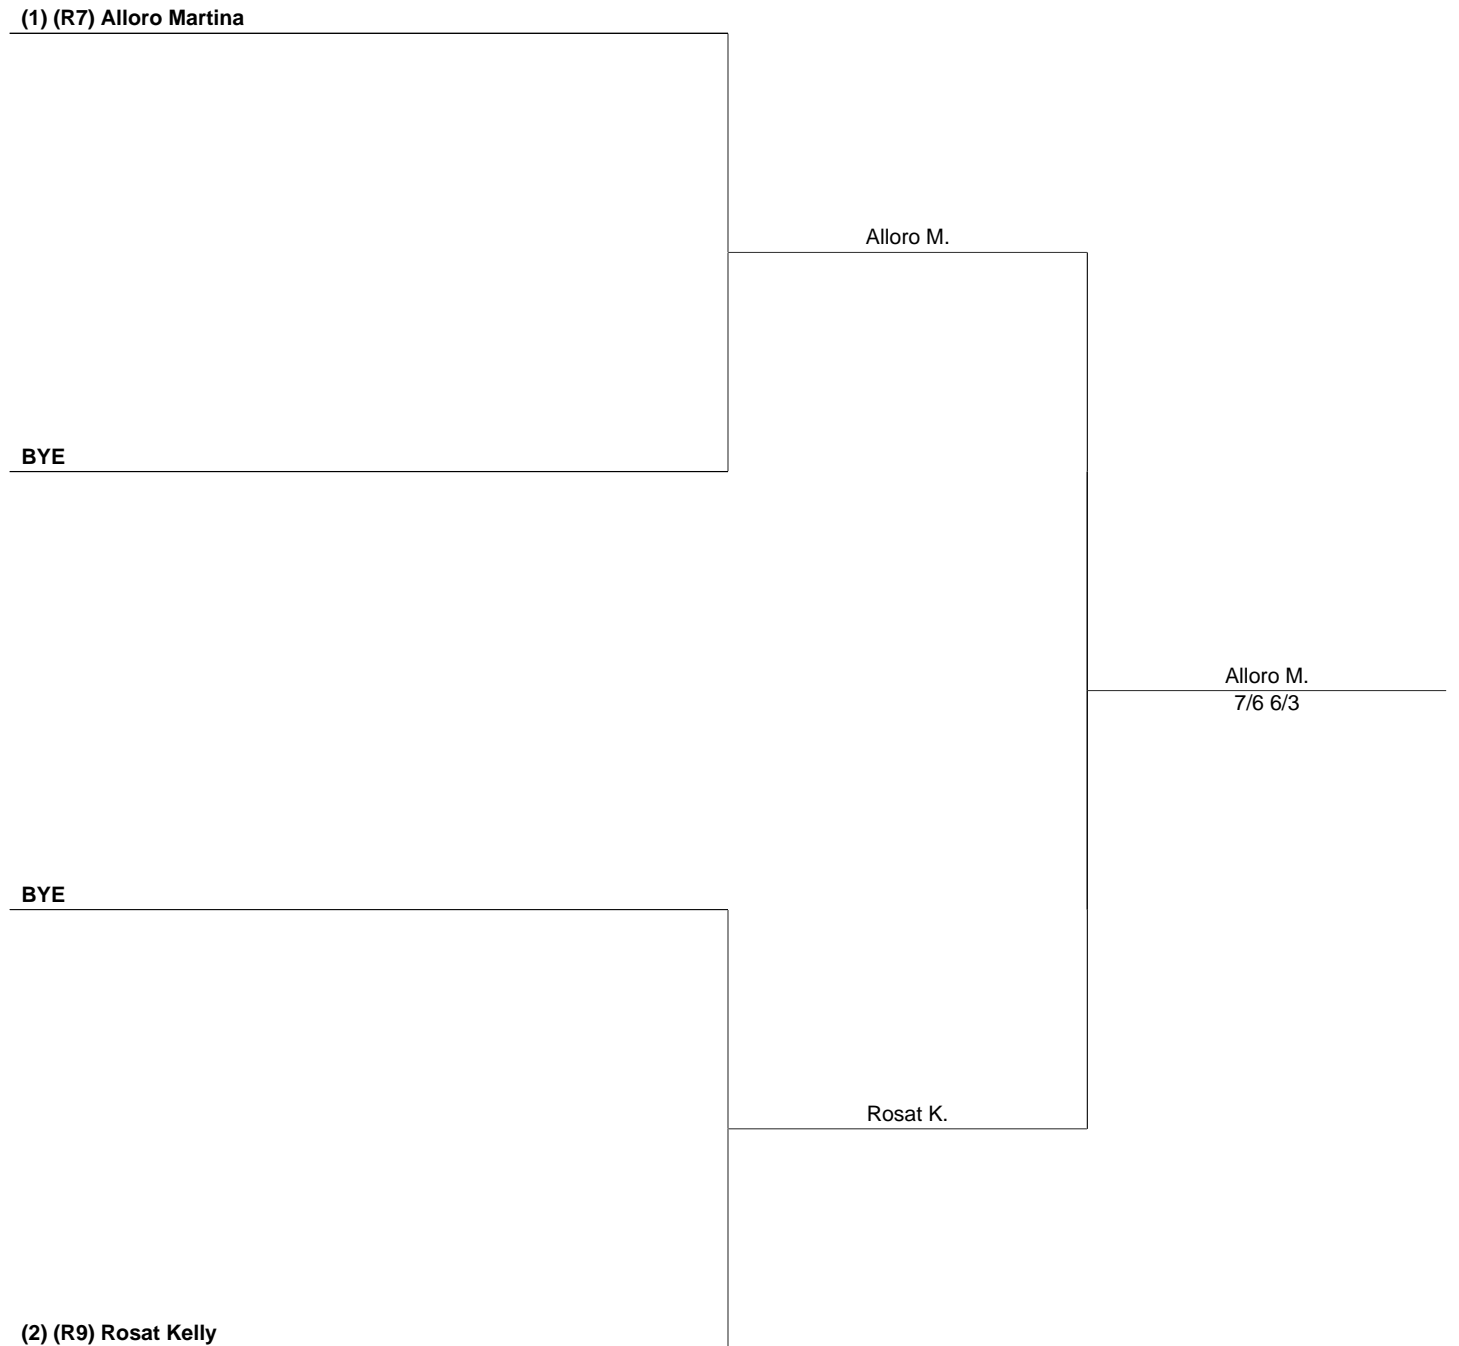 (1) (R7) Alloro Martina
Alloro M.
BYE
Alloro M.
7/6 6/3
BYE
Rosat K.
(2) (R9) Rosat Kelly